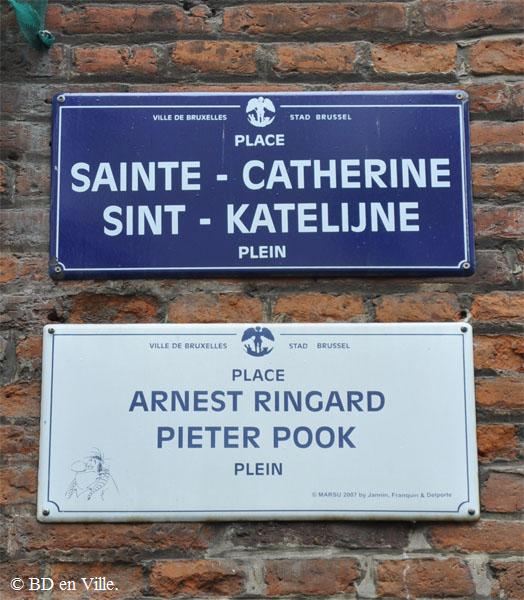 VILLE DE BRUXELLES STAD BRUSSEL
PLACE
SAINTE - CATHERINE
SINT - KATELIJNE
PLEIN
VILLE DE BRUXELLES STAD BRUSSEL
PLACE
ARNEST RINGARD
PIETER POOK
PLEIN
© MARSU 2007 by Jannin, Franquin & Delporte
© BD en Ville.